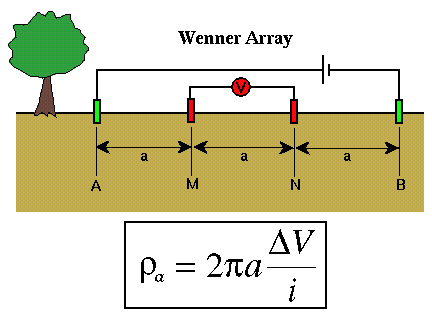 Wenner Array
V
a a a
A M N B
ρₐ = 2πa ΔV/i